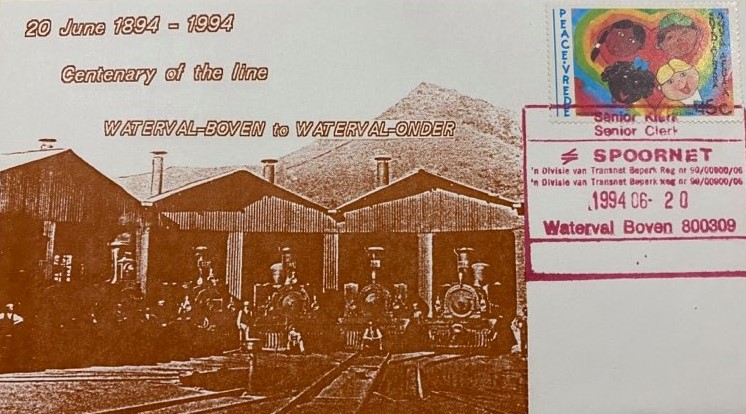 20 June 1894 - 1994
Centenary of the line
WATERVAL-BOVEN to WATERVAL-ONDER
PEACE·VREDE
45c
Senior Klerk
Senior Clerk
SPOORNET
'n Divisie van Transnet Beperk Reg nr 90/00900/06
'n Divisie van Transnet Beperk Reg nr 90/00900/06
1994 06- 20
Waterval Boven 800309